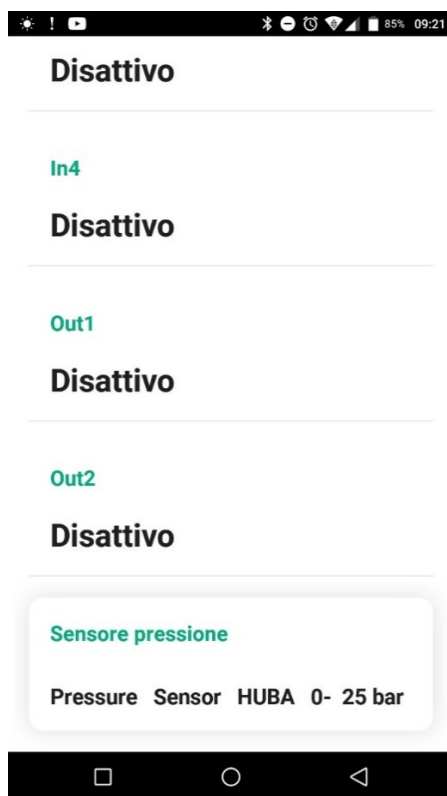 85% 09:21
Disattivo
In4
Disattivo
Out1
Disattivo
Out2
Disattivo
Sensore pressione
Pressure Sensor HUBA 0- 25 bar